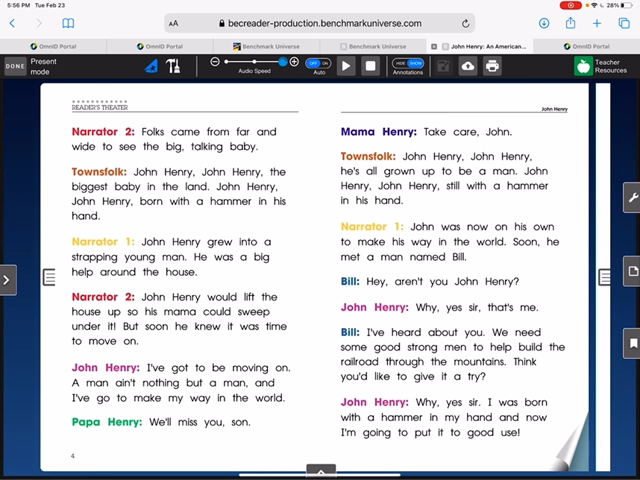 5:56 PM Tue Feb 23
28%
AA
becreader-production.benchmarkuniverse.com
OmniID Portal
OmniID Portal
Benchmark Universe
Benchmark Universe
John Henry: An American...
OmniID Portal
DONE
Present mode
Audio Speed
ON OFF
Auto
HIDE SHOW
Annotations
Teacher Resources
READER'S THEATER
Narrator 2: Folks came from far and
wide to see the big, talking baby.
Townsfolk: John Henry, John Henry, the
biggest baby in the land. John Henry,
John Henry, born with a hammer in his
hand.
Narrator 1: John Henry grew into a
strapping young man. He was a big
help around the house.
Narrator 2: John Henry would lift the
house up so his mama could sweep
under it! But soon he knew it was time
to move on.
John Henry: I've got to be moving on.
A man ain't nothing but a man, and
I've go to make my way in the world.
Papa Henry: We'll miss you, son.
4
John Henry
Mama Henry: Take care, John.
Townsfolk: John Henry, John Henry,
he's all grown up to be a man. John
Henry, John Henry, still with a hammer
in his hand.
Narrator 1: John was now on his own
to make his way in the world. Soon, he
met a man named Bill.
Bill: Hey, aren't you John Henry?
John Henry: Why, yes sir, that's me.
Bill: I've heard about you. We need
some good strong men to help build the
railroad through the mountains. Think
you'd like to give it a try?
John Henry: Why, yes sir. I was born
with a hammer in my hand and now
I'm going to put it to good use!